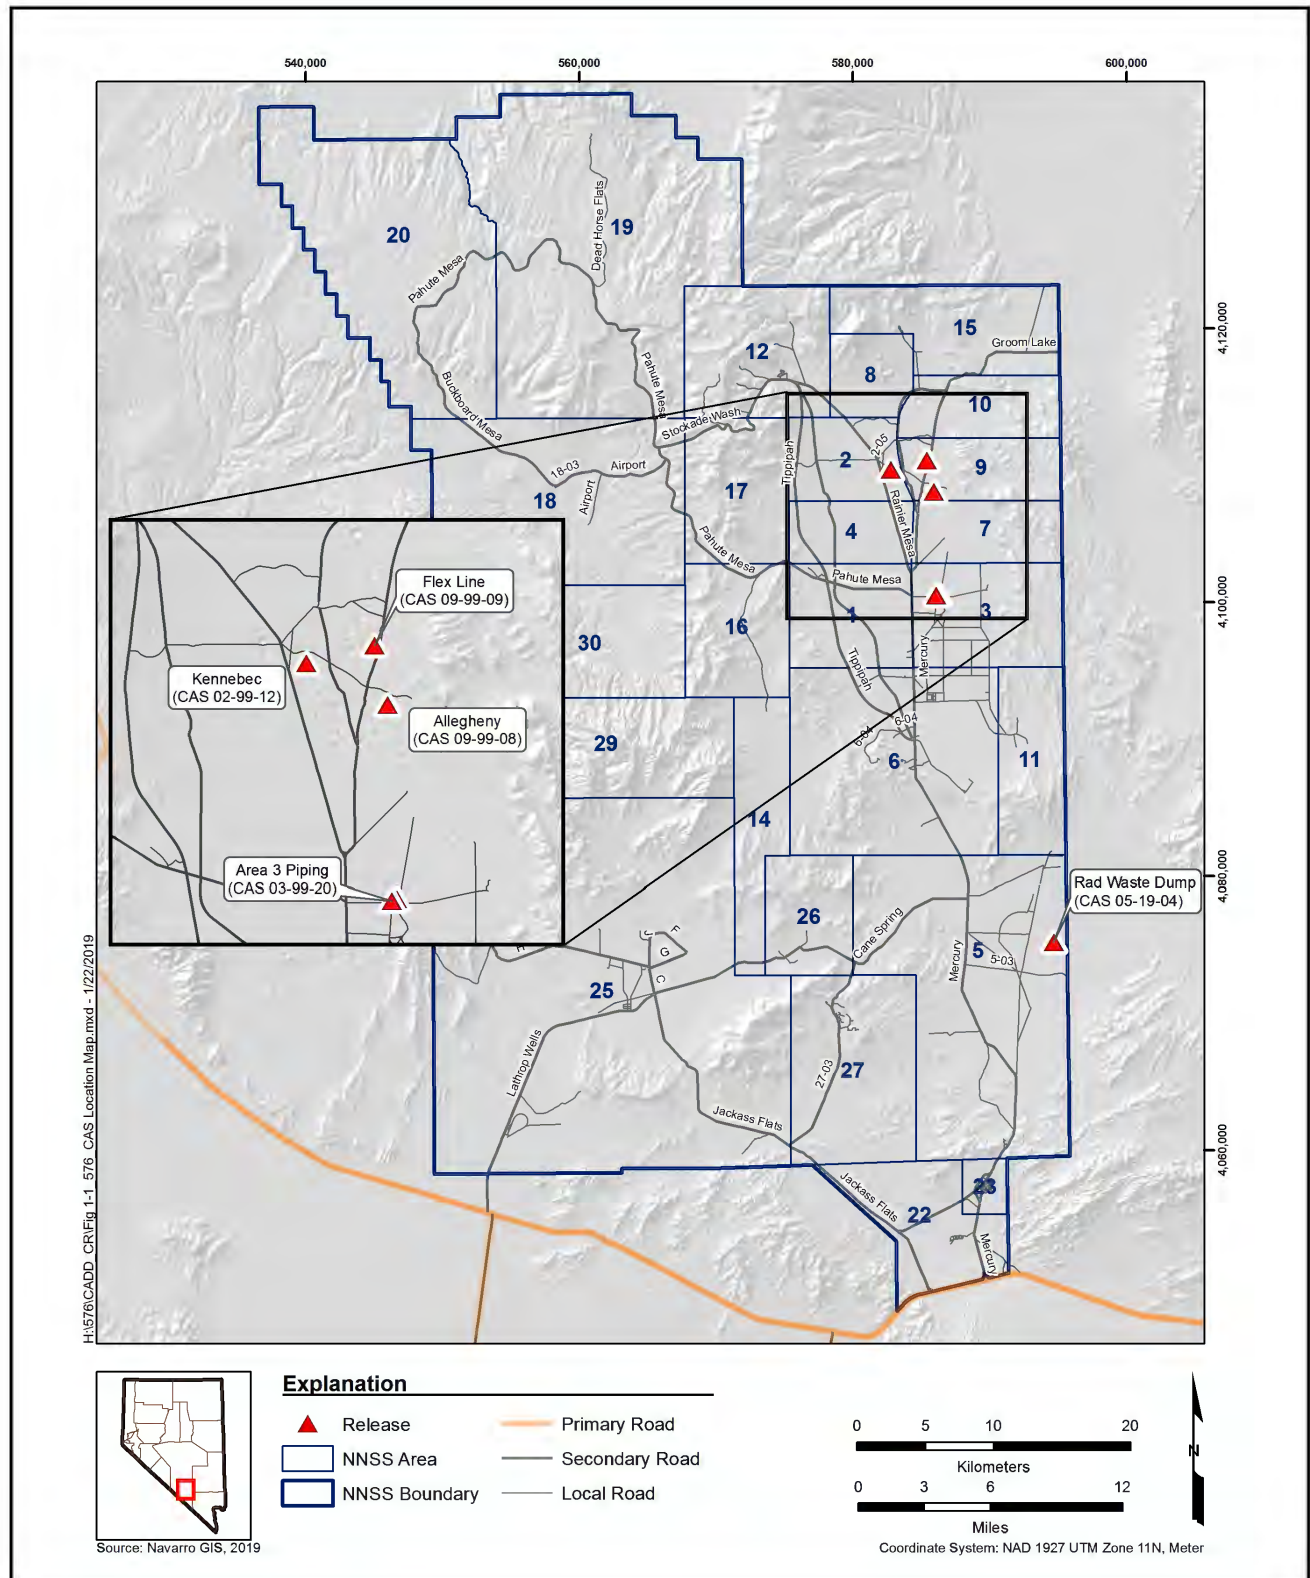 540,000
560,000
580,000
600,000
4,120,000
4,100,000
4,080,000
4,060,000
20
19
Dead Horse Flats
Pahute Mesa
15
Groom Lake
12
8
10
Pahute Mesa
Buckboard Mesa
Stockade Wash
18-03
Airport
Airport
18
17
Tippipah
2
2-05
9
Rainier Mesa
4
7
Pahute Mesa
Pahute Mesa
1
3
16
30
Mercury
Tippipah
6-04
6-04
29
6
11
14
Flex Line
(CAS 09-99-09)
Kennebec
(CAS 02-99-12)
Allegheny
(CAS 09-99-08)
Area 3 Piping
(CAS 03-99-20)
Rad Waste Dump
(CAS 05-19-04)
26
Cane Spring
Mercury
5
5-03
E
J
F
G
C
25
Lathrop Wells
27-03
27
Jackass Flats
Jackass Flats
23
22
Mercury
H:\576\CADD_CR\Fig 1-1_576_CAS Location Map.mxd - 1/22/2019
Explanation
Release
NNSS Area
NNSS Boundary
Primary Road
Secondary Road
Local Road
0 5 10 20
Kilometers
0 3 6 12
Miles
N
Source: Navarro GIS, 2019
Coordinate System: NAD 1927 UTM Zone 11N, Meter